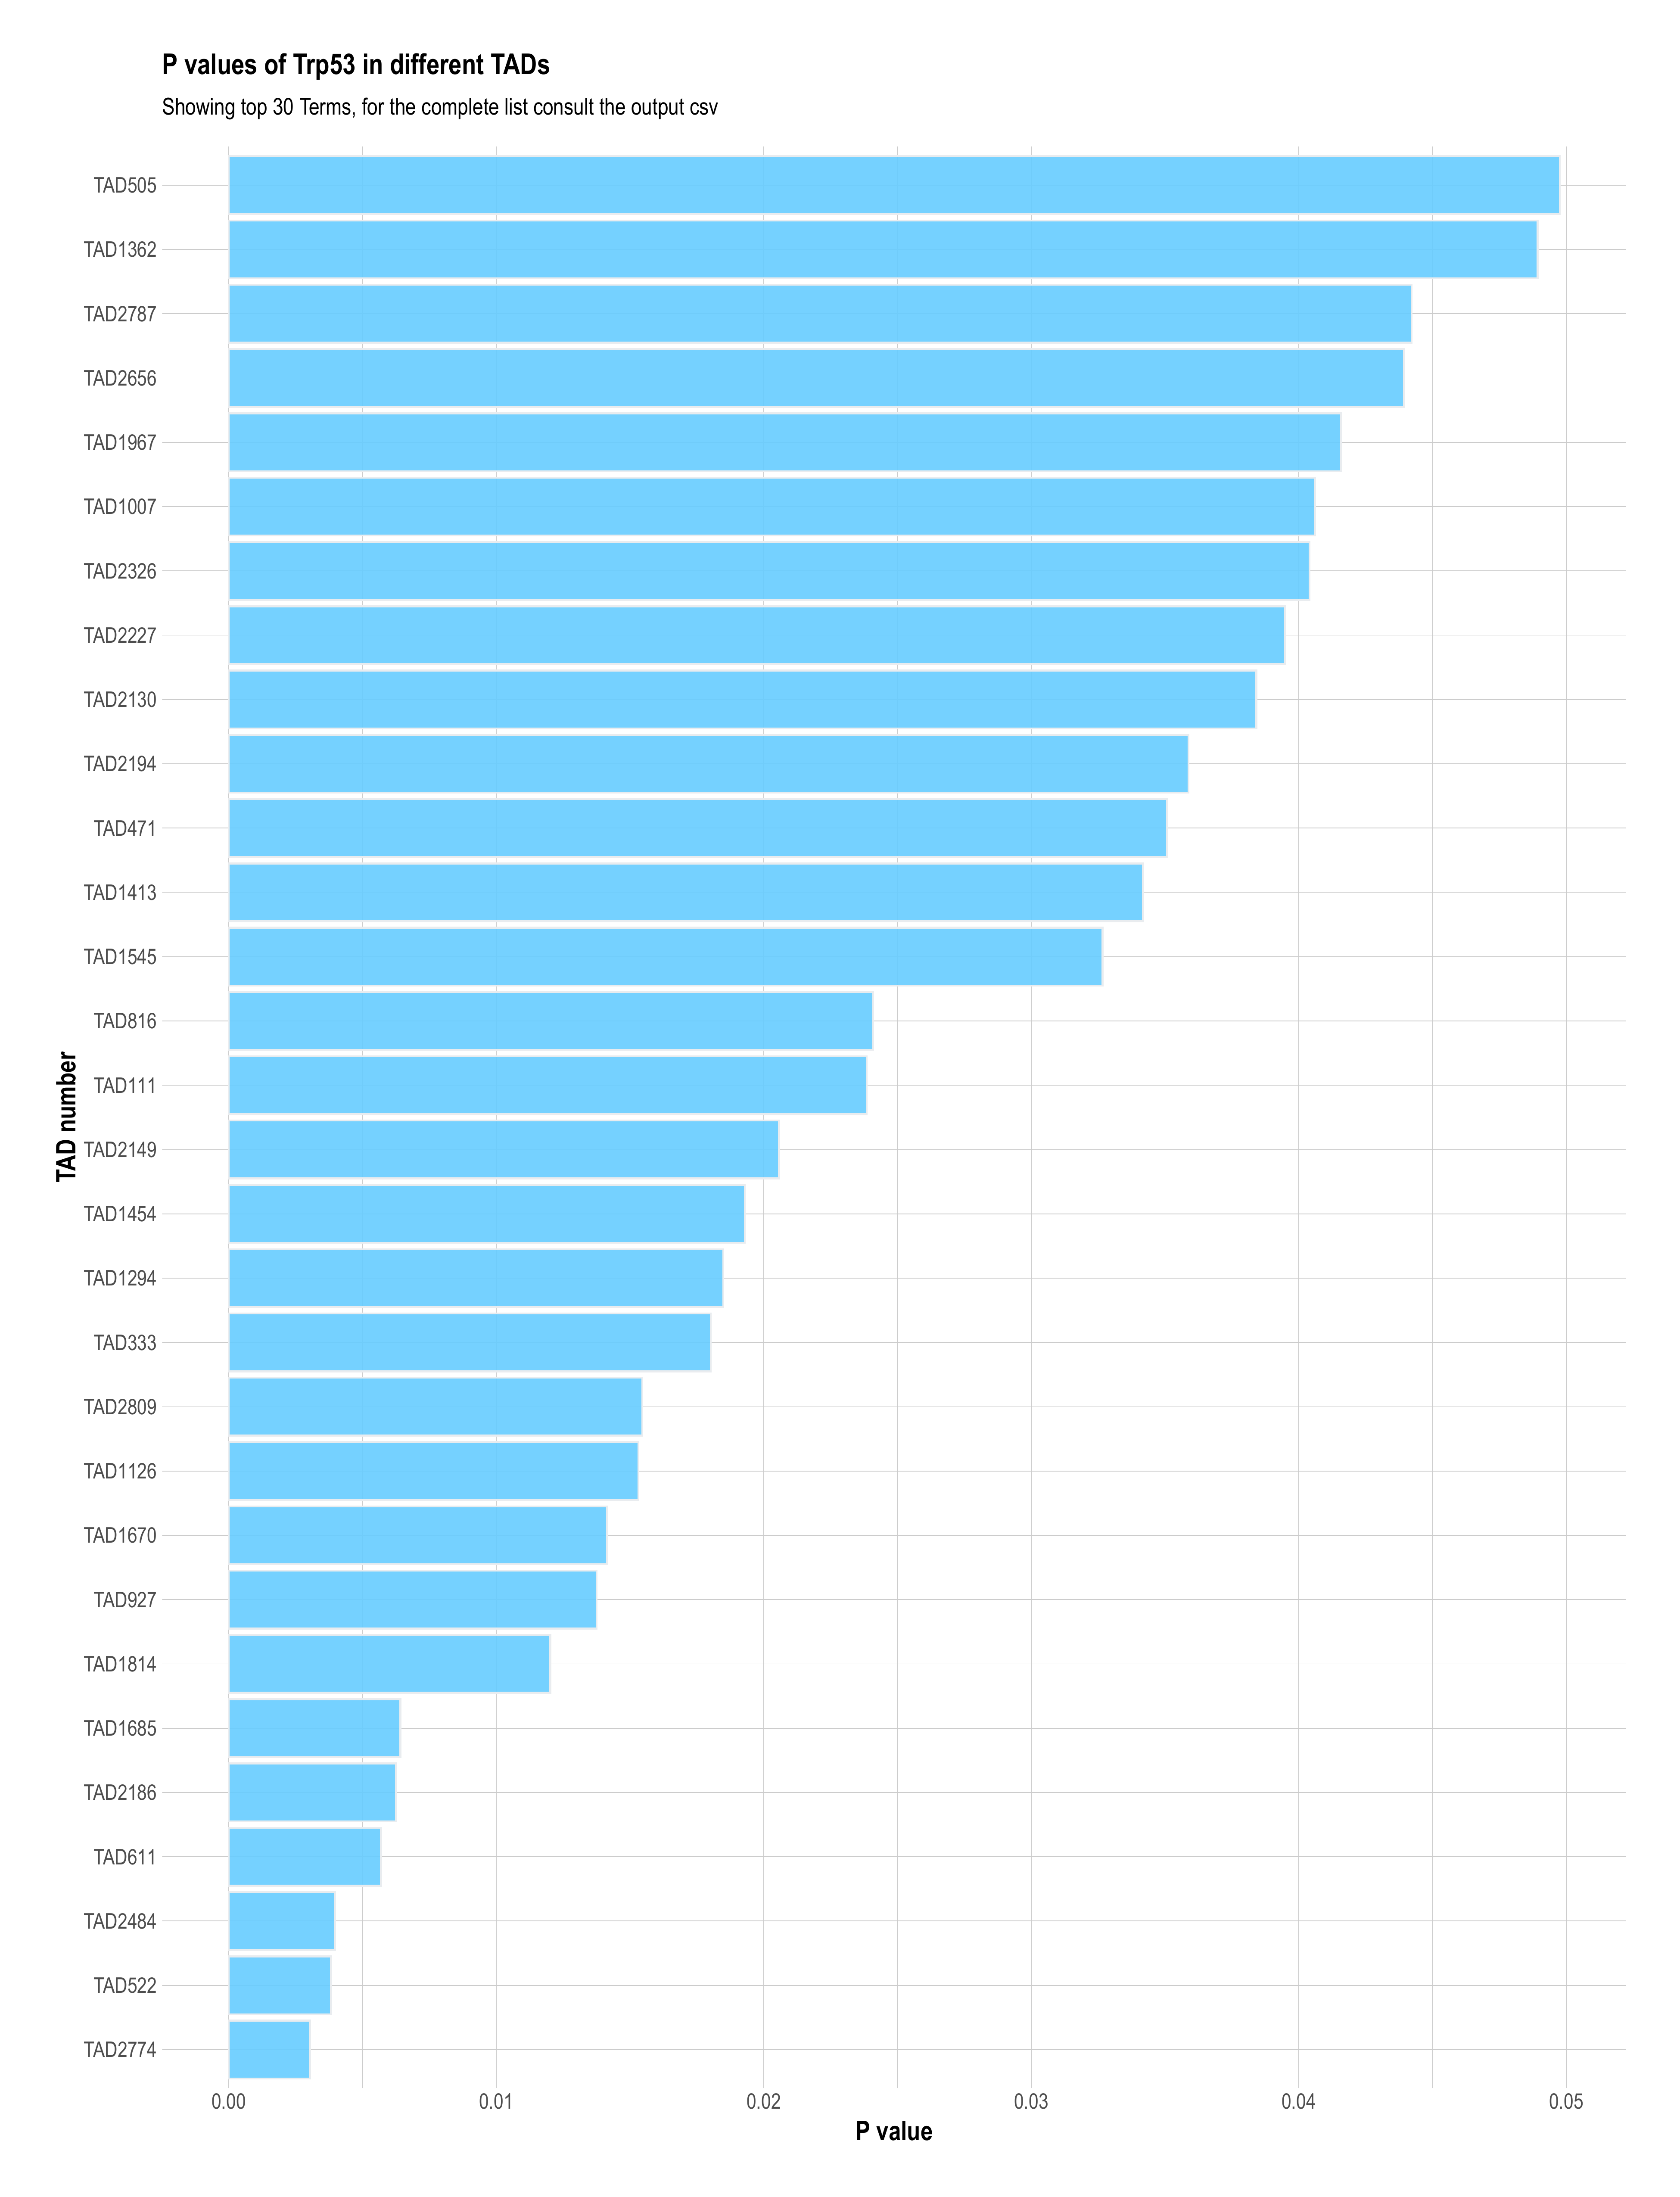 P values of Trp53 in different TADs
Showing top 30 Terms, for the complete list consult the output csv
TAD505
TAD1362
TAD2787
TAD2656
TAD1967
TAD1007
TAD2326
TAD2227
TAD2130
TAD2194
TAD471
TAD1413
TAD1545
TAD816
TAD111
TAD2149
TAD1454
TAD1294
TAD333
TAD2809
TAD1126
TAD1670
TAD927
TAD1814
TAD1685
TAD2186
TAD611
TAD2484
TAD522
TAD2774
TAD number
0.00 0.01 0.02 0.03 0.04 0.05
P value